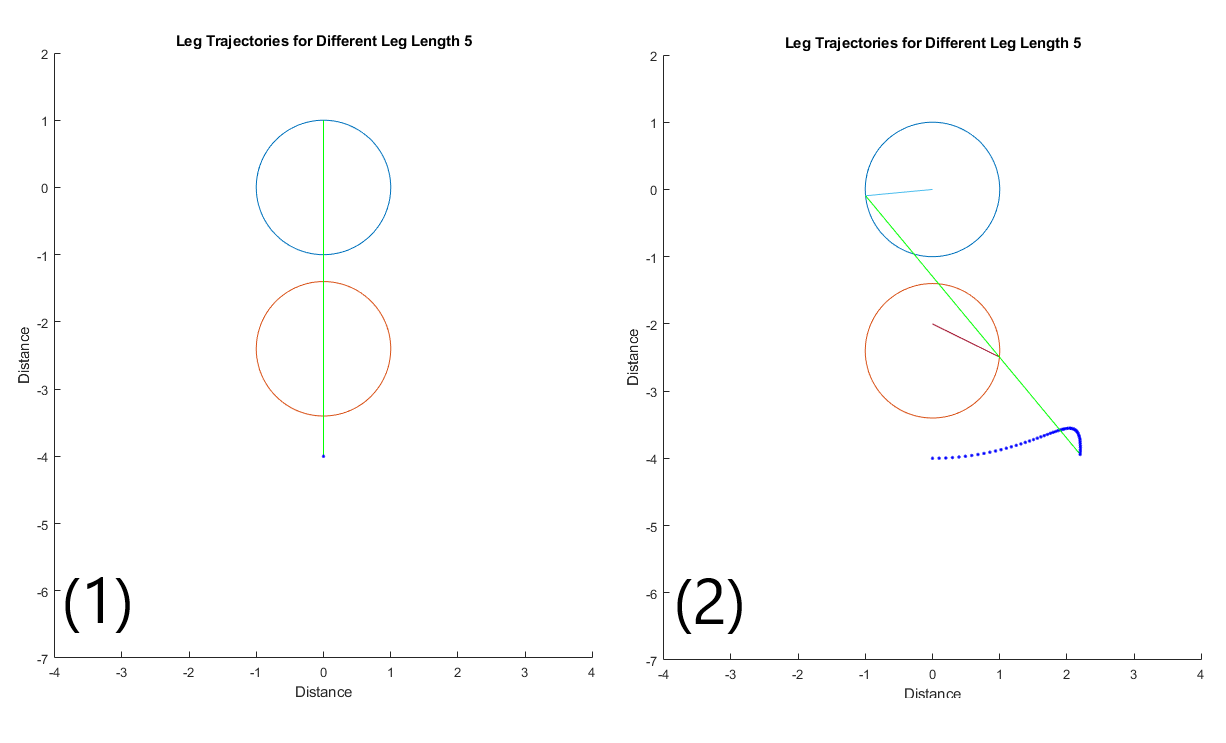 Leg Trajectories for Different Leg Length 5
2
1
0
-1
-2
-3
-4
-5
-6
-7
Distance
-4 -3 -2 -1 0 1 2 3 4
Distance
(1)
Leg Trajectories for Different Leg Length 5
2
1
0
-1
-2
-3
-4
-5
-6
-7
Distance
-4 -3 -2 -1 0 1 2 3 4
Distance
(2)